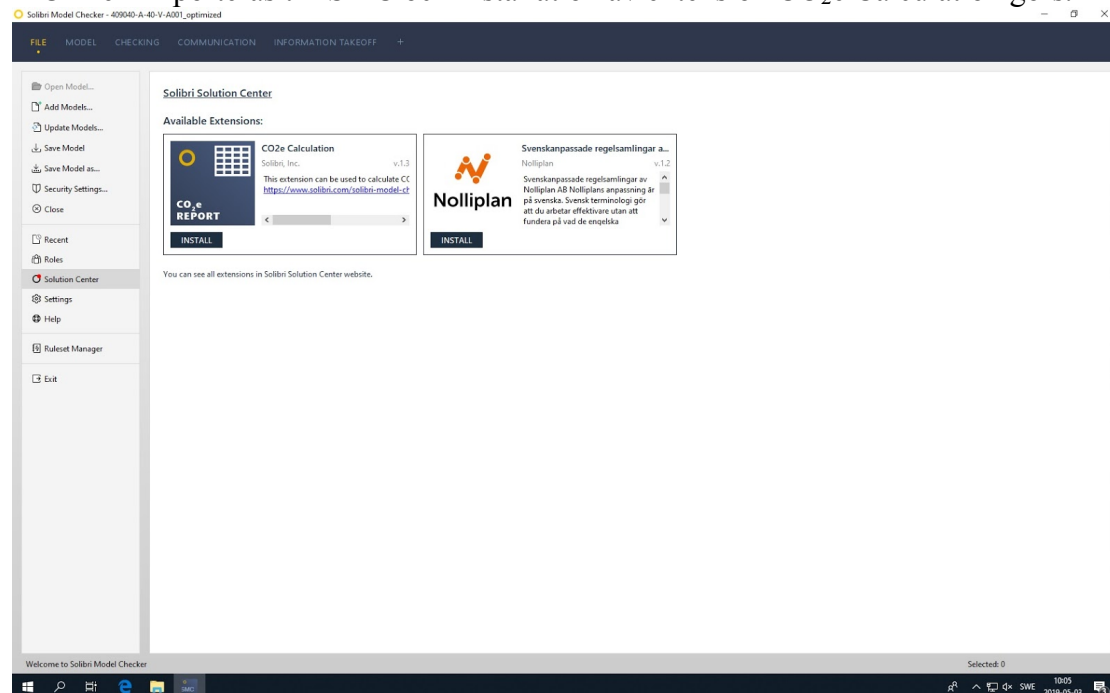 Solibri Model Checker - 409040-A-40-V-A001_optimized
FILE MODEL CHECKING COMMUNICATION INFORMATION TAKEOFF +
Open Model...
Add Models...
Update Models...
Save Model
Save Model as...
Security Settings...
Close
Recent
Roles
Solution Center
Settings
Help
Ruleset Manager
Exit
Solibri Solution Center
Available Extensions:
CO2e REPORT
CO2e Calculation
Solibri, Inc. v.1.3
This extension can be used to calculate CC
https://www.solibri.com/solibri-model-ch
INSTALL
Nolliplan
Svenskanpassade regelsamlingar a...
Nolliplan v.1.2
Svenskanpassade regelsamlingar av
Nolliplan AB Nolliplans anpassning är
på svenska. Svensk terminologi gör
att du arbetar effektivare utan att
fundera på vad de engelska
INSTALL
You can see all extensions in Solibri Solution Center website.
Welcome to Solibri Model Checker
Selected: 0
SMC
SWE
10:05
2019-05-03